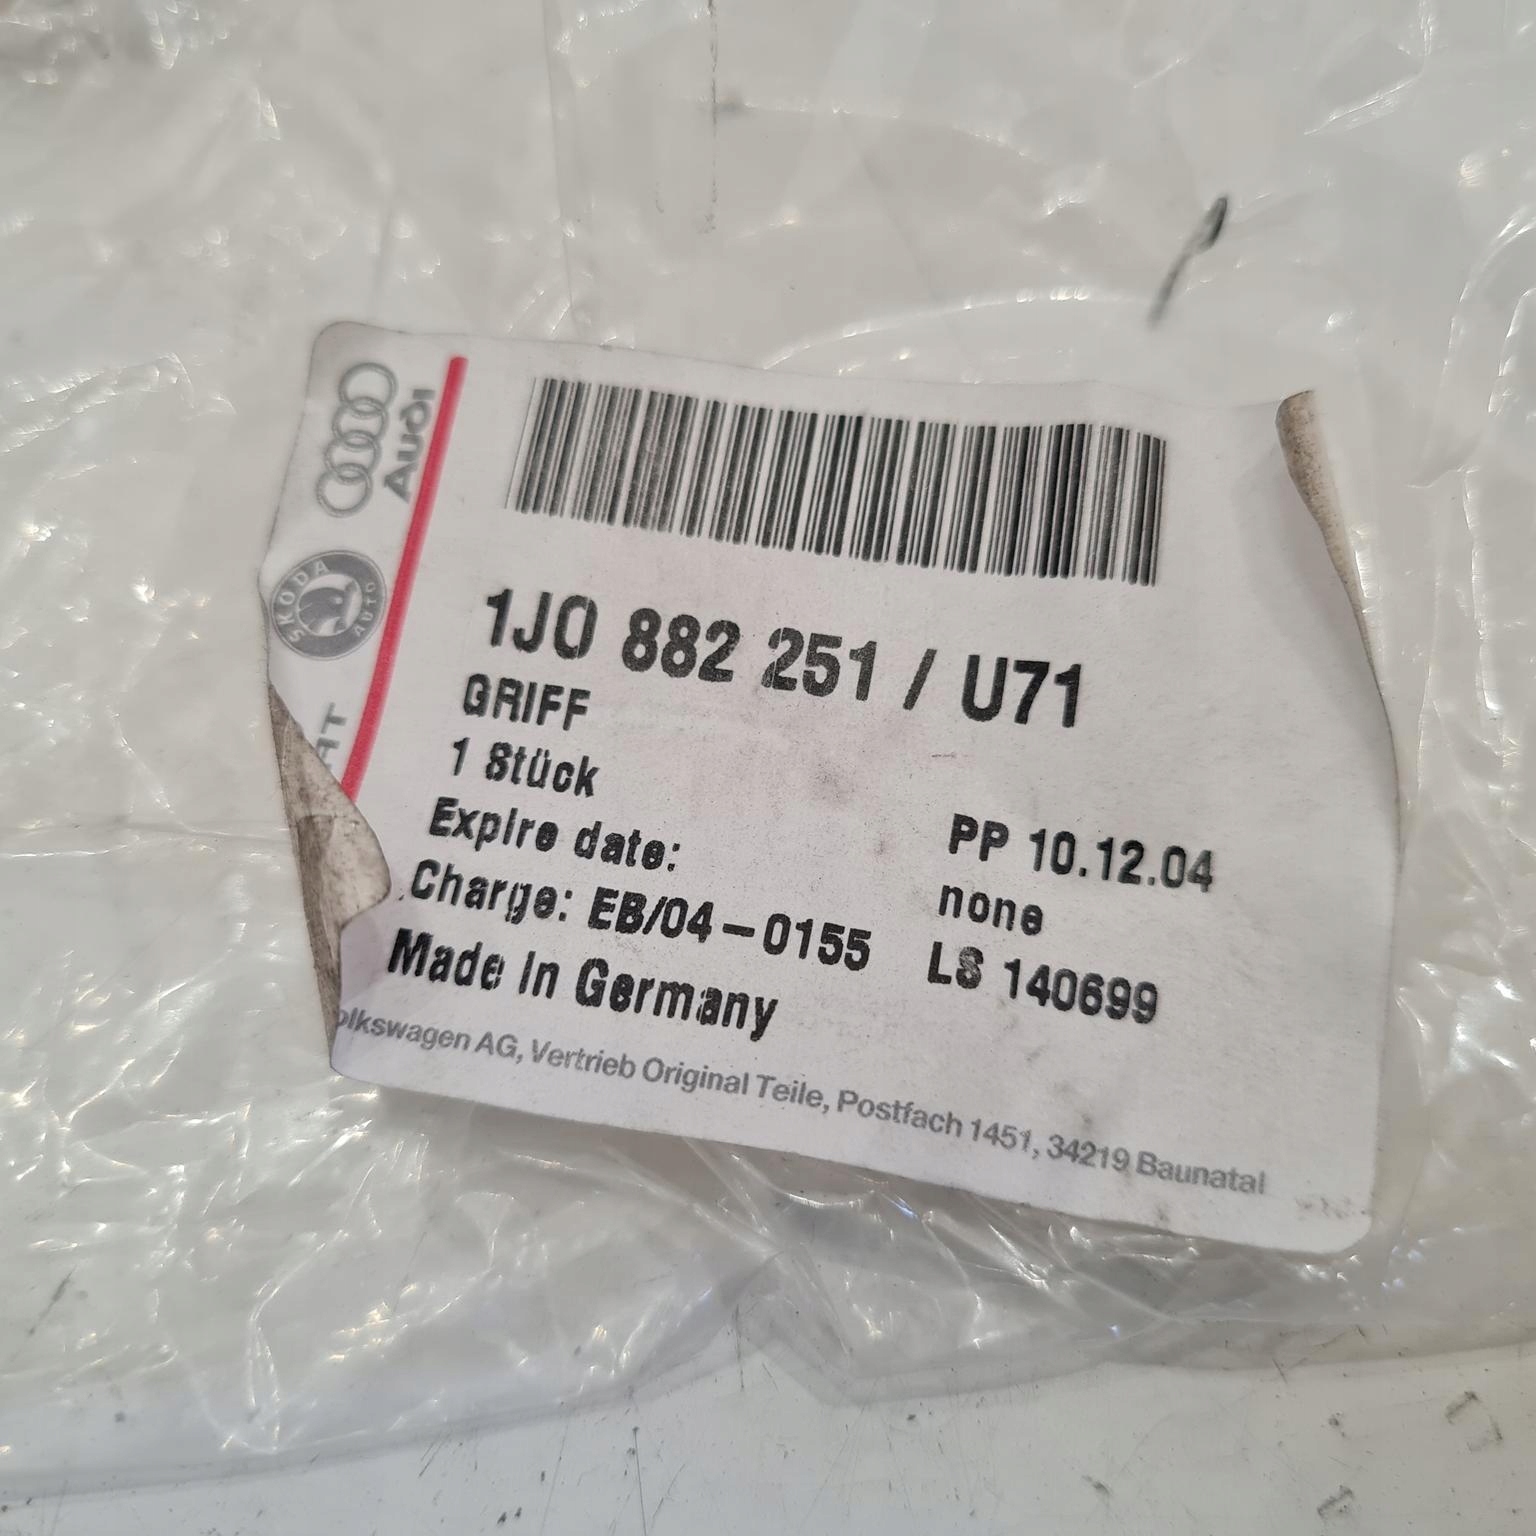 Audi
SKODA
AUTO
1J0 882 251 / U71
GRIFF
1 Stück
PP 10.12.04
Expire date:
none
Charge: EB/04-0155
LS 140699
Made in Germany
olkswagen AG, Vertrieb Original Teile, Postfach 1451, 34219 Baunatal